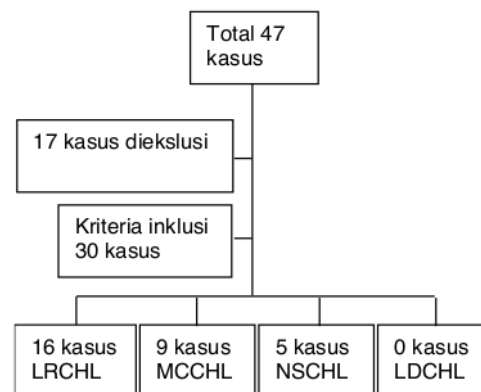 Total 47
kasus
17 kasus diekslusi
Kriteria inklusi
30 kasus
16 kasus
LRCHL
9 kasus
MCCHL
5 kasus
NSCHL
0 kasus
LDCHL